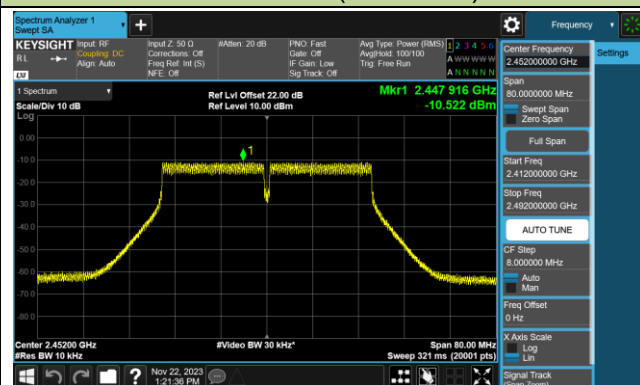 Spectrum Analyzer 1
Swept SA
Frequency
KEYSIGHT
RL
Input: RF
Coupling: DC
Align: Auto
Input Z: 50 Ω
Corrections: Off
Freq Ref: Int (S)
NFE: Off
#Atten: 20 dB
PNO: Fast
Gate: Off
IF Gain: Low
Sig Track: Off
Avg Type: Power (RMS)
Avg|Hold: 100/100
Trig: Free Run
1 2 3 4 5 6
A W W W W W
A N N N N N
Center Frequency
2.452000000 GHz
Settings
Span
80.0000000 MHz
Swept Span
Zero Span
Full Span
Start Freq
2.412000000 GHz
Stop Freq
2.492000000 GHz
AUTO TUNE
CF Step
8.000000 MHz
Auto
Man
Freq Offset
0 Hz
X Axis Scale
Log
Lin
Signal Track
1 Spectrum
Scale/Div 10 dB
Log
Ref Lvl Offset 22.00 dB
Ref Level 10.00 dBm
Mkr1 2.447 916 GHz
-10.522 dBm
1
0.00
-10.0
-20.0
-30.0
-40.0
-50.0
-60.0
-70.0
-80.0
Center 2.45200 GHz
#Res BW 10 kHz
#Video BW 30 kHz*
Span 80.00 MHz
Sweep 321 ms (20001 pts)
Nov 22, 2023
1:21:36 PM